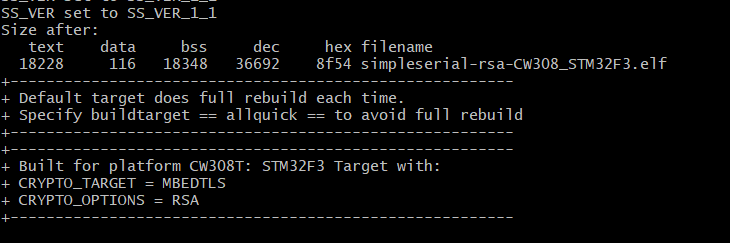 SS_VER set to SS_VER_1_1
Size after:
   text    data     bss     dec     hex filename
  18228     116   18348   36692    8f54 simpleserial-rsa-CW308_STM32F3.elf
+--------------------------------------------------------
+ Default target does full rebuild each time.
+ Specify buildtarget == allquick == to avoid full rebuild
+--------------------------------------------------------
+--------------------------------------------------------
+ Built for platform CW308T: STM32F3 Target with:
+ CRYPTO_TARGET = MBEDTLS
+ CRYPTO_OPTIONS = RSA
+--------------------------------------------------------